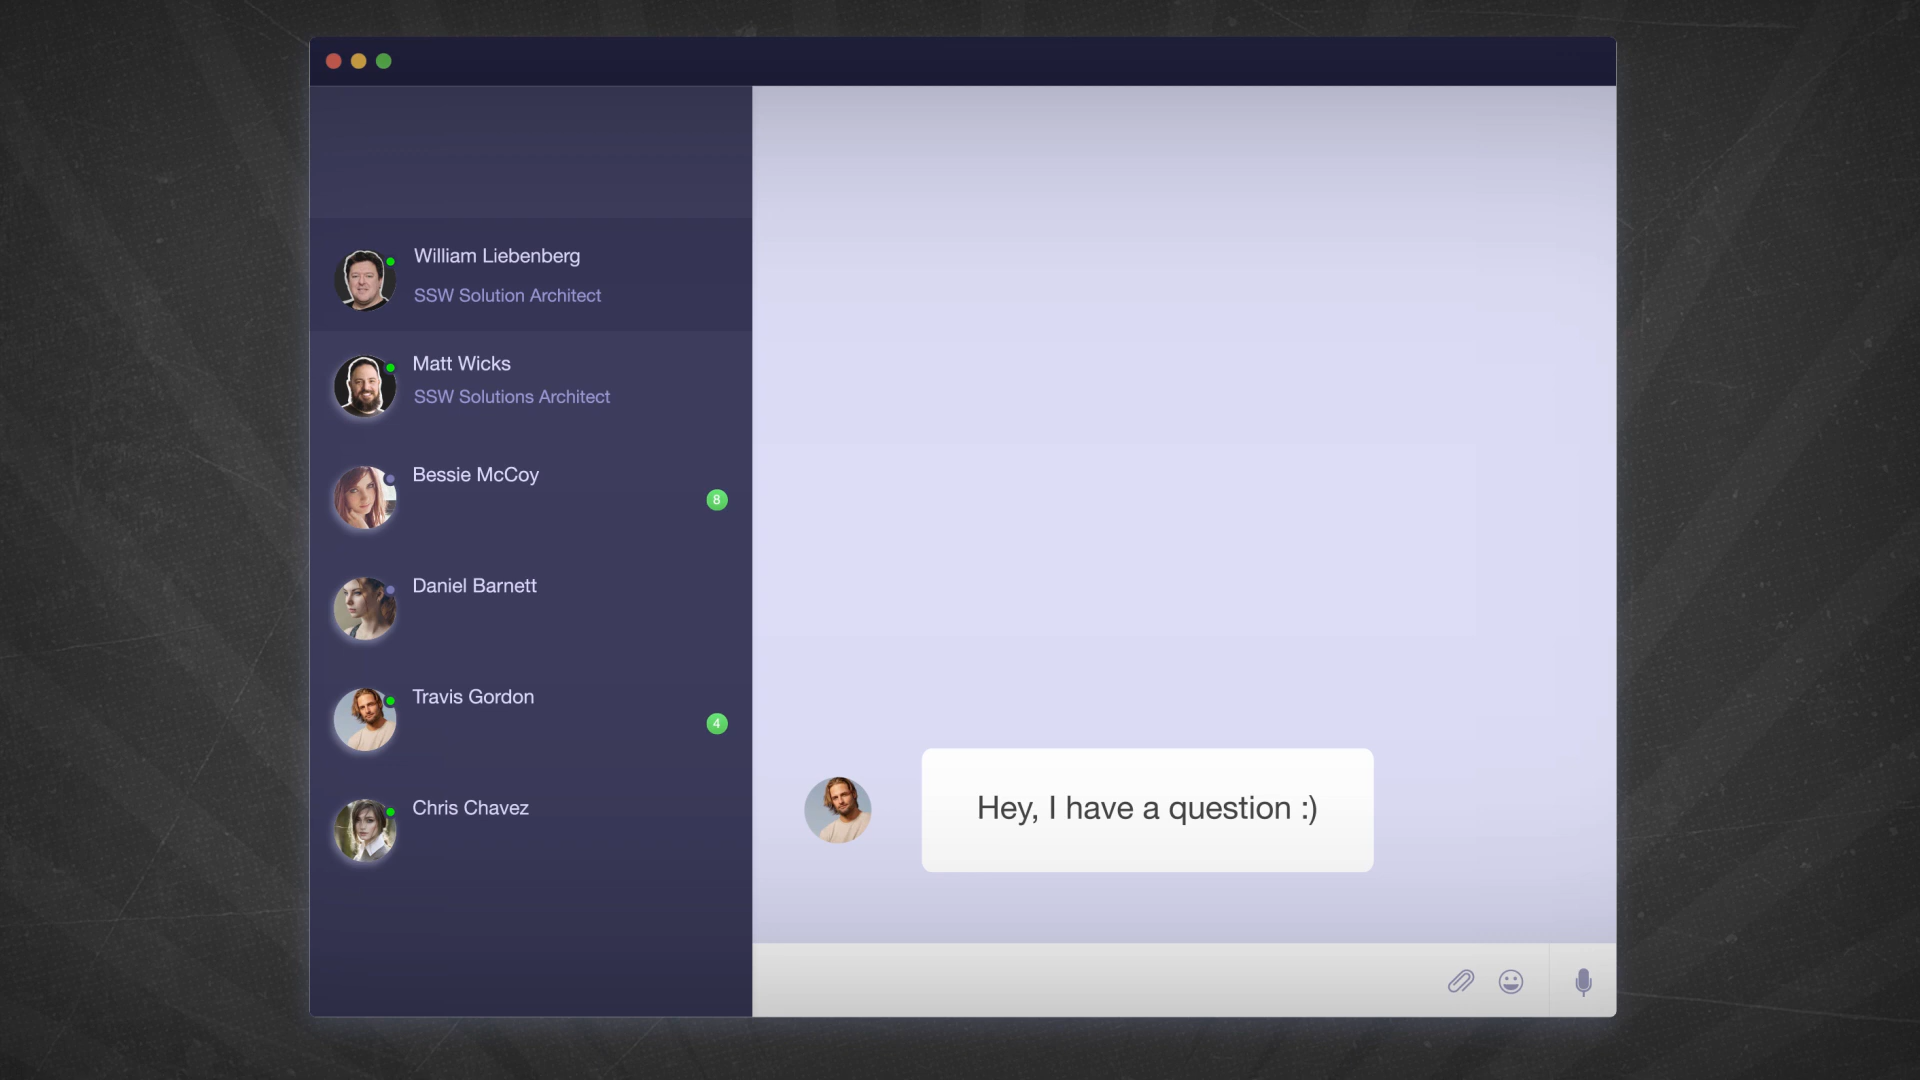 William Liebenberg
SSW Solution Architect
Matt Wicks
SSW Solutions Architect
Bessie McCoy
8
Daniel Barnett
Travis Gordon
4
Chris Chavez
Hey, I have a question :)